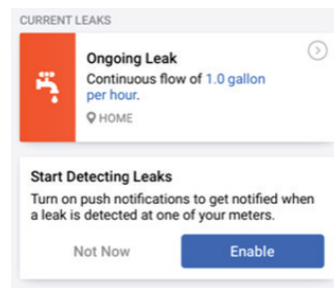 CURRENT LEAKS
Ongoing Leak
Continuous flow of 1.0 gallon
per hour.
HOME
Start Detecting Leaks
Turn on push notifications to get notified when
a leak is detected at one of your meters.
Not Now Enable